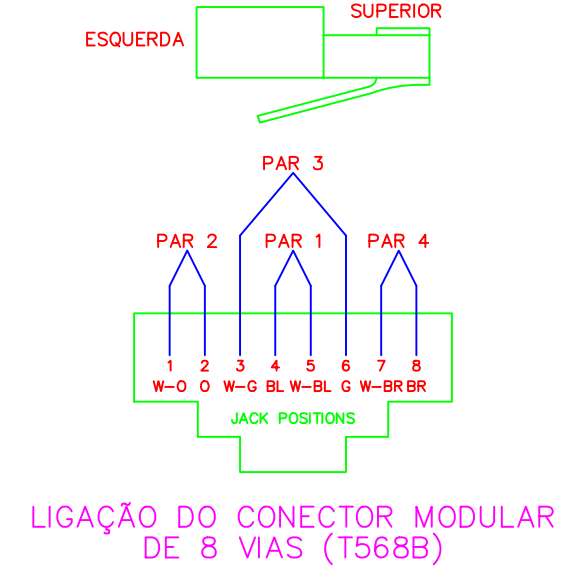 SUPERIOR
ESQUERDA
PAR 3
PAR 2 PAR 1 PAR 4
1 2 3 4 5 6 7 8
W-O O W-G BL W-BL G W-BR BR
JACK POSITIONS
LIGAÇÃO DO CONECTOR MODULAR
DE 8 VIAS (T568B)